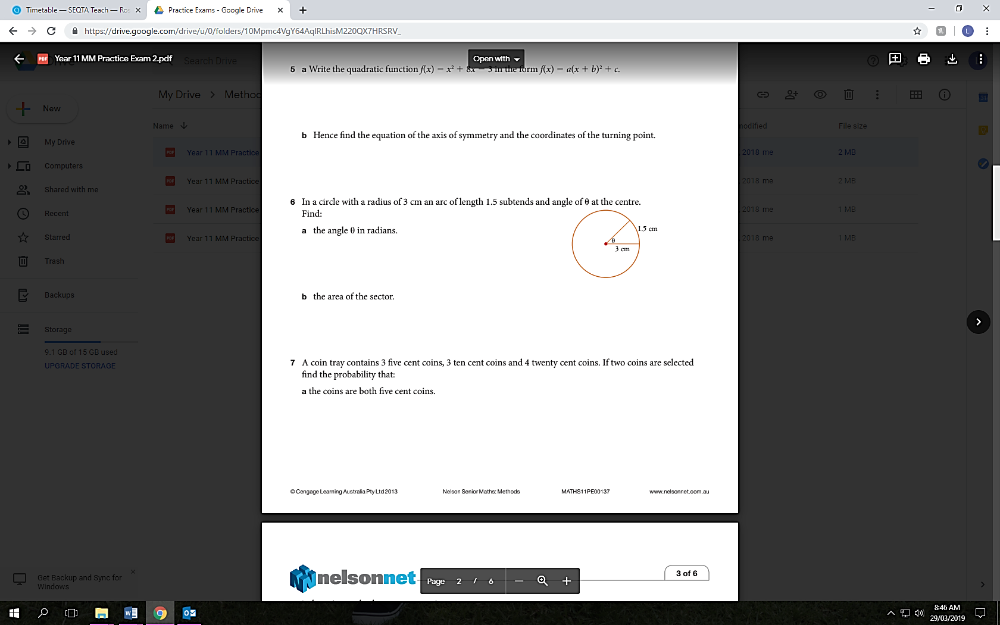 Timetable — SEQTA Teach — Ros
Practice Exams - Google Drive
https://drive.google.com/drive/u/0/folders/10Mpmc4VgY64AqIRLhisM220QX7HRSRV_
L
PDF Year 11 MM Practice Exam 2.pdf
Search Drive
Open with
My Drive > Method
New
Name
modified
File size
My Drive
Computers
Shared with me
Recent
Starred
Trash
Backups
Storage
9.1 GB of 15 GB used
UPGRADE STORAGE
PDF Year 11 MM Practice
2018 me
2 MB
PDF Year 11 MM Practice
2018 me
2 MB
PDF Year 11 MM Practice
2018 me
1 MB
PDF Year 11 MM Practice
2018 me
1 MB
31
5 a Write the quadratic function f(x) = x² + 8x − 3 in the form f(x) = a(x + b)² + c.
b Hence find the equation of the axis of symmetry and the coordinates of the turning point.
6 In a circle with a radius of 3 cm an arc of length 1.5 subtends and angle of θ at the centre.
Find:
a the angle θ in radians.
1.5 cm
θ
3 cm
b the area of the sector.
7 A coin tray contains 3 five cent coins, 3 ten cent coins and 4 twenty cent coins. If two coins are selected
find the probability that:
a the coins are both five cent coins.
© Cengage Learning Australia Pty Ltd 2013
Nelson Senior Maths: Methods
MATHS11PE00137
www.nelsonnet.com.au
nelsonnet
Page 2 / 6
3 of 6
Get Backup and Sync for
Windows
8:46 AM
29/03/2019